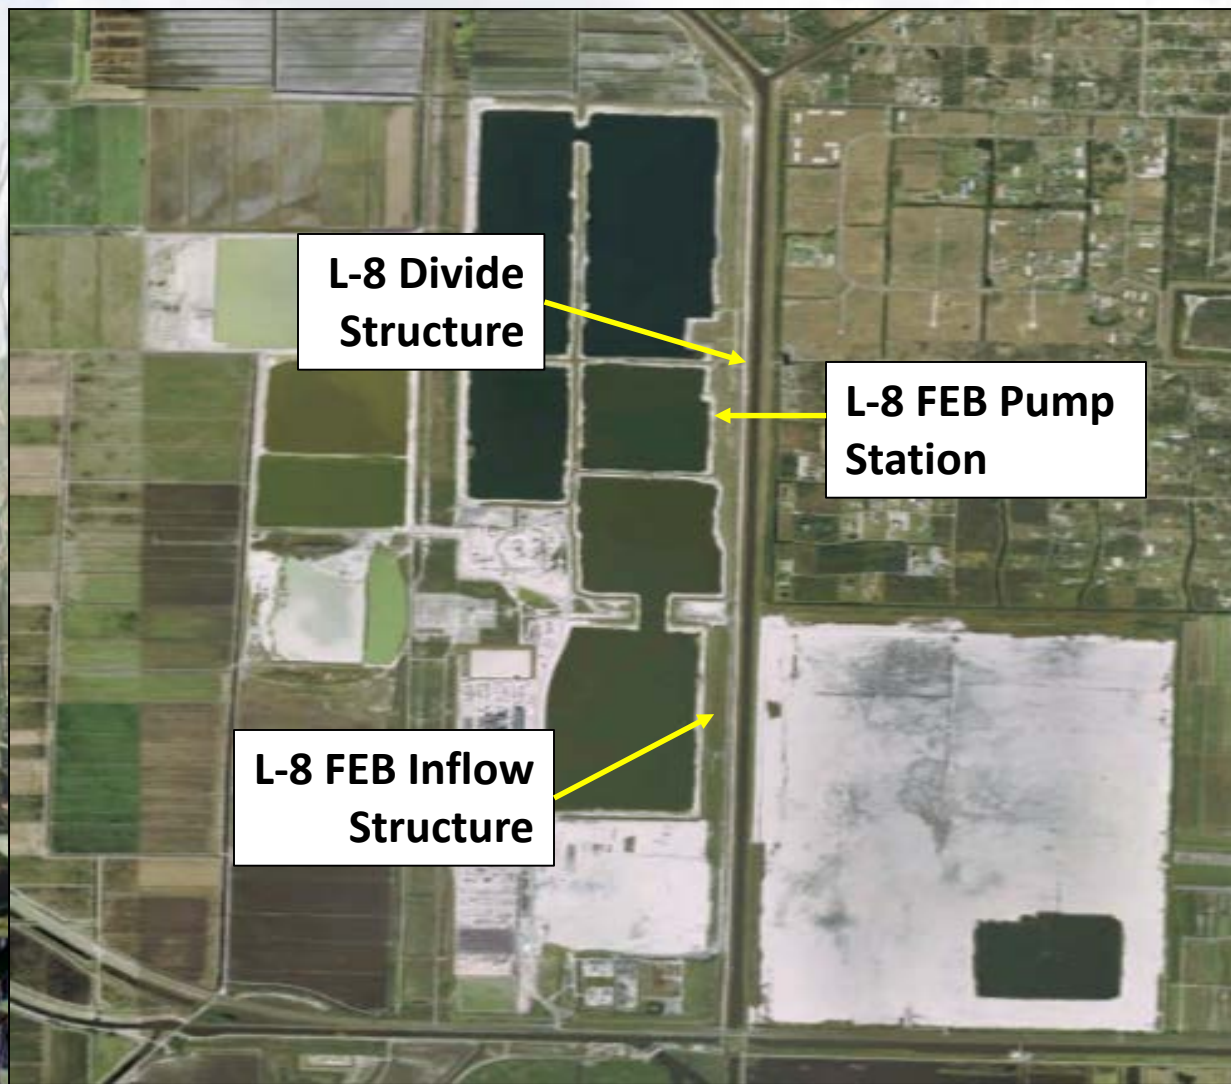 L-8 Divide
Structure
L-8 FEB Pump
Station
L-8 FEB Inflow
Structure